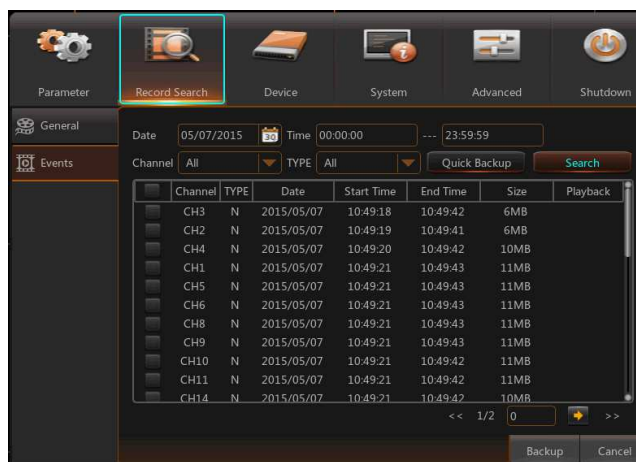 Parameter Record Search Device System Advanced Shutdown
General
Events
Date 05/07/2015 30 Time 00:00:00 --- 23:59:59
Channel All TYPE All Quick Backup Search
Channel TYPE Date Start Time End Time Size Playback
CH3 N 2015/05/07 10:49:18 10:49:42 6MB
CH2 N 2015/05/07 10:49:19 10:49:41 6MB
CH4 N 2015/05/07 10:49:20 10:49:42 10MB
CH1 N 2015/05/07 10:49:21 10:49:43 11MB
CH5 N 2015/05/07 10:49:21 10:49:43 11MB
CH6 N 2015/05/07 10:49:21 10:49:43 11MB
CH8 N 2015/05/07 10:49:21 10:49:43 11MB
CH9 N 2015/05/07 10:49:21 10:49:43 11MB
CH10 N 2015/05/07 10:49:21 10:49:42 11MB
CH11 N 2015/05/07 10:49:21 10:49:42 11MB
CH14 N 2015/05/07 10:49:21 10:49:42 10MB
<< 1/2 0 >>
Backup Cancel